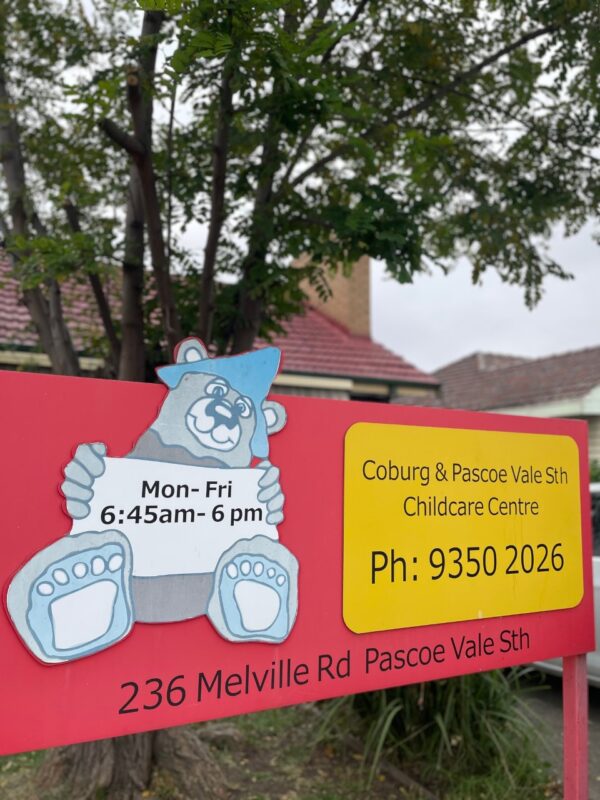 Mon- Fri
6:45am- 6 pm
Coburg & Pascoe Vale Sth
Childcare Centre
Ph: 9350 2026
236 Melville Rd Pascoe Vale Sth